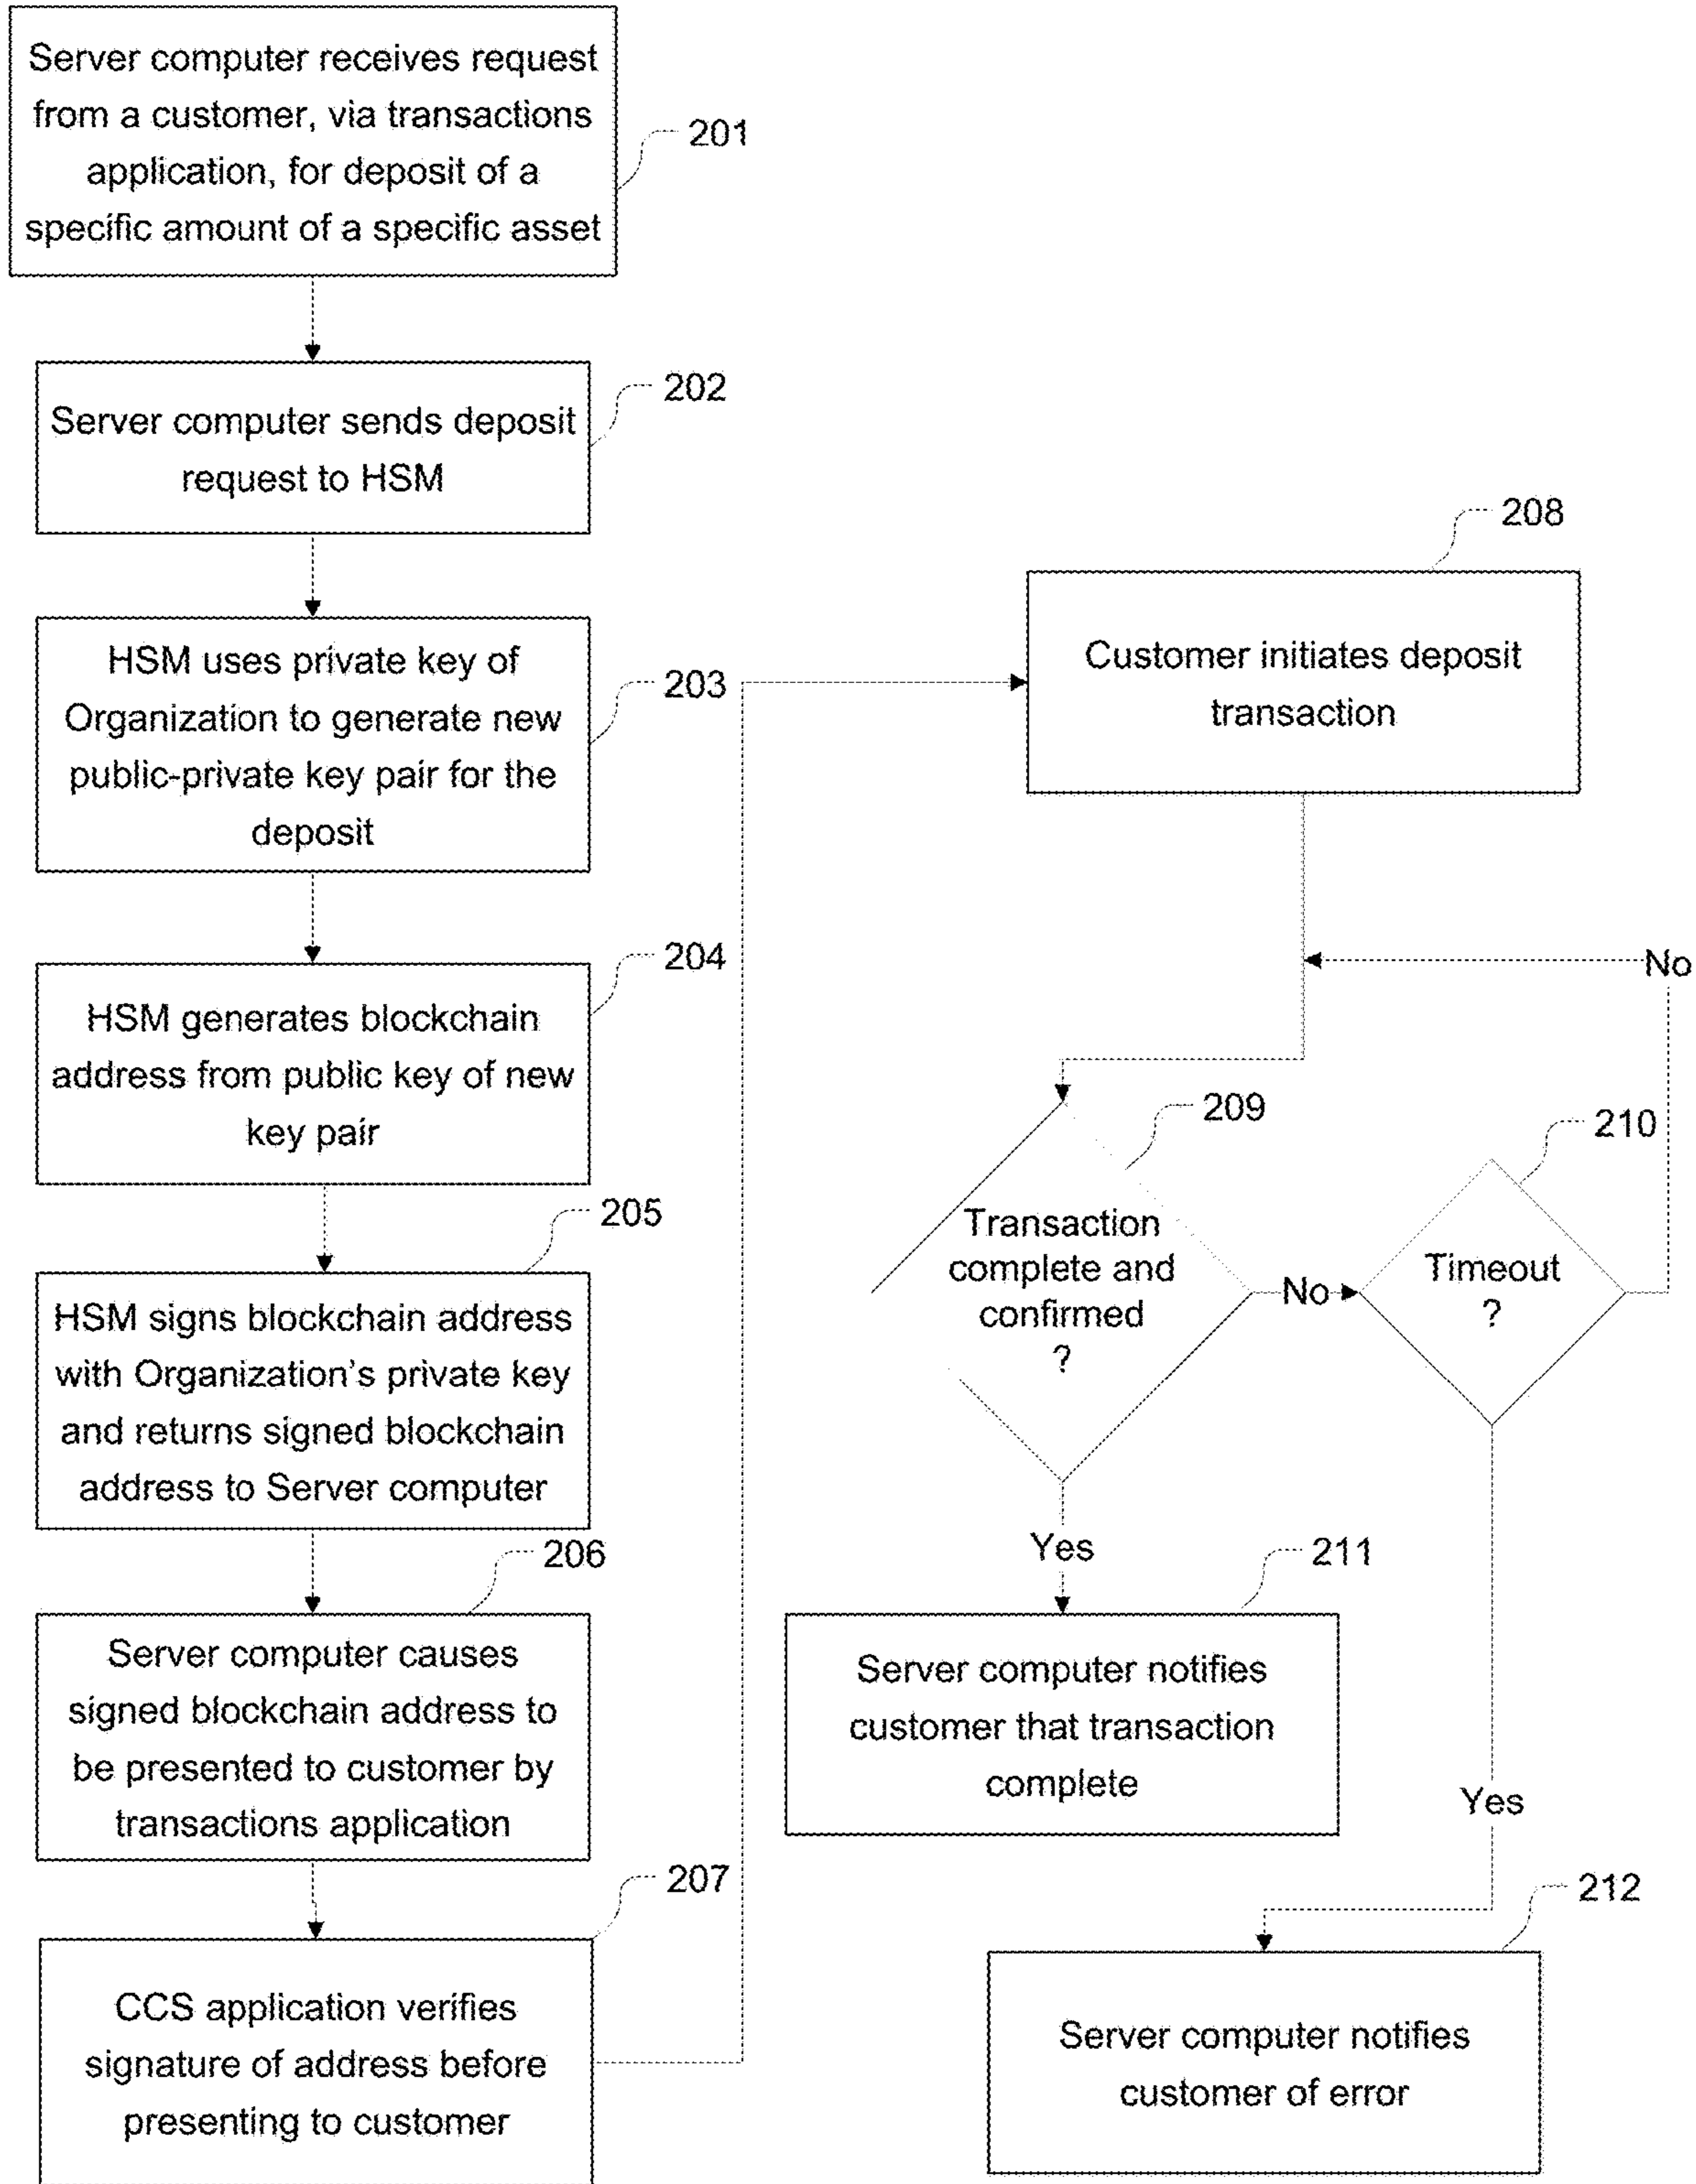 Server computer receives request
from a customer, via transactions
application, for deposit of a
specific amount of a specific asset
201
Server computer sends deposit
request to HSM
202
HSM uses private key of
Organization to generate new
public-private key pair for the
deposit
203
HSM generates blockchain
address from public key of new
key pair
204
HSM signs blockchain address
with Organization's private key
and returns signed blockchain
address to Server computer
205
Server computer causes
signed blockchain address to
be presented to customer by
transactions application
206
CCS application verifies
signature of address before
presenting to customer
207
Customer initiates deposit
transaction
208
Transaction
complete and
confirmed
?
209
No
Timeout
?
210
No
Yes
Server computer notifies
customer that transaction
complete
211
Yes
Server computer notifies
customer of error
212